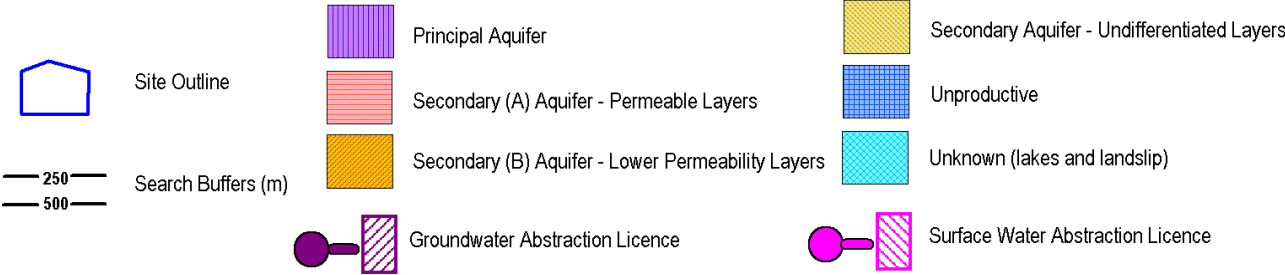 Site Outline
250
500
Search Buffers (m)
Principal Aquifer
Secondary (A) Aquifer - Permeable Layers
Secondary (B) Aquifer - Lower Permeability Layers
Groundwater Abstraction Licence
Secondary Aquifer - Undifferentiated Layers
Unproductive
Unknown (lakes and landslip)
Surface Water Abstraction Licence